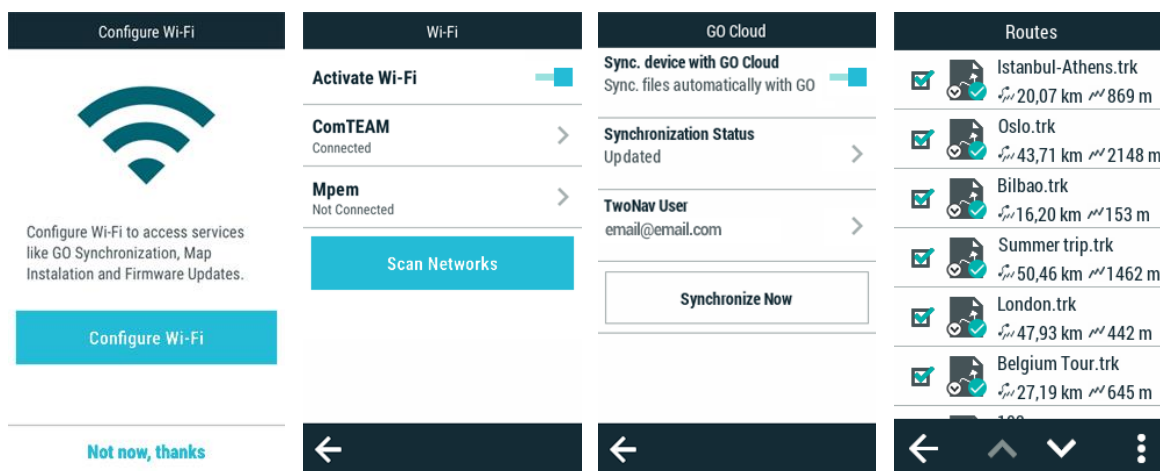 Configure Wi-Fi
Configure Wi-Fi to access services
like GO Synchronization, Map
Instalation and Firmware Updates.
Configure Wi-Fi
Not now, thanks
Wi-Fi
Activate Wi-Fi
ComTEAM
Connected
Mpem
Not Connected
Scan Networks
GO Cloud
Sync. device with GO Cloud
Sync. files automatically with GO
Synchronization Status
Updated
TwoNav User
email@email.com
Synchronize Now
Routes
Istanbul-Athens.trk
20,07 km 869 m
Oslo.trk
43,71 km 2148 m
Bilbao.trk
16,20 km 153 m
Summer trip.trk
50,46 km 1462 m
London.trk
47,93 km 442 m
Belgium Tour.trk
27,19 km 645 m